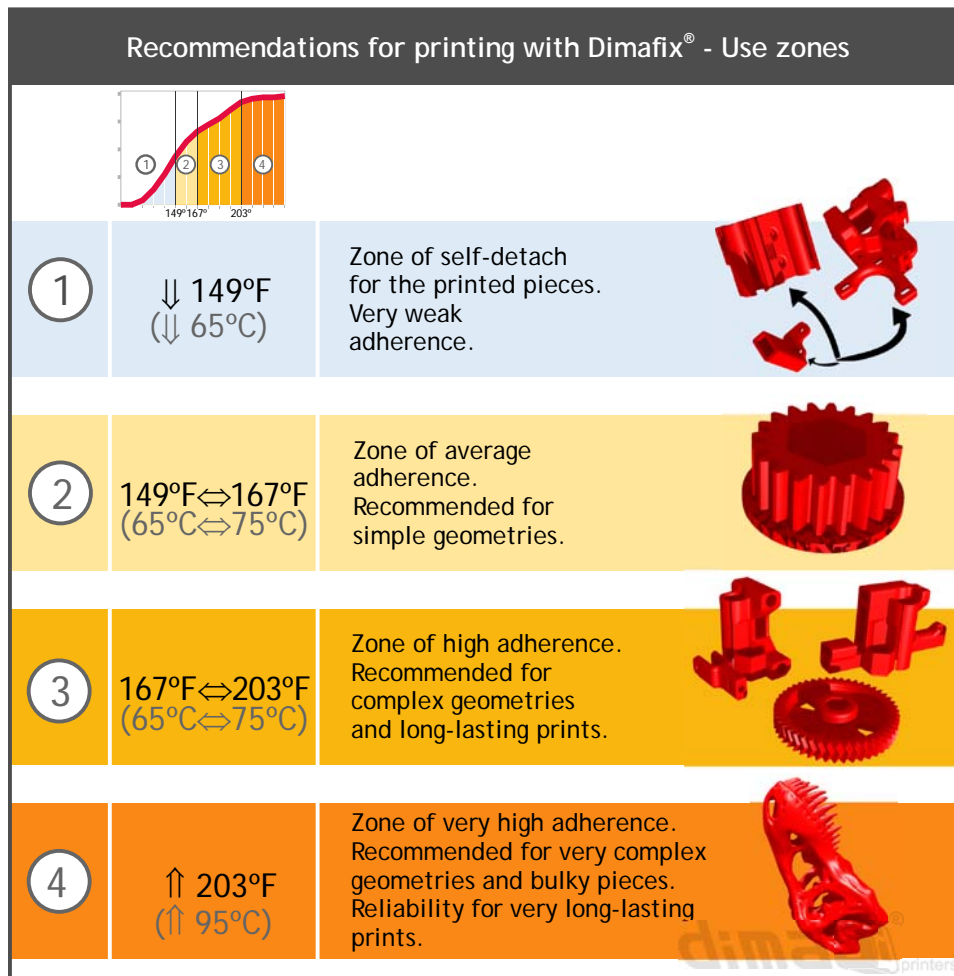 Recommendations for printing with Dimafix® - Use zones
1 2 3 4
149º 167º 203º
1
⇓ 149ºF
(⇓ 65ºC)
Zone of self-detach
for the printed pieces.
Very weak
adherence.
2
149ºF⇔167ºF
(65ºC⇔75ºC)
Zone of average
adherence.
Recommended for
simple geometries.
3
167ºF⇔203ºF
(65ºC⇔75ºC)
Zone of high adherence.
Recommended for
complex geometries
and long-lasting prints.
4
⇑ 203ºF
(⇑ 95ºC)
Zone of very high adherence.
Recommended for very complex
geometries and bulky pieces.
Reliability for very long-lasting
prints.
®
printers